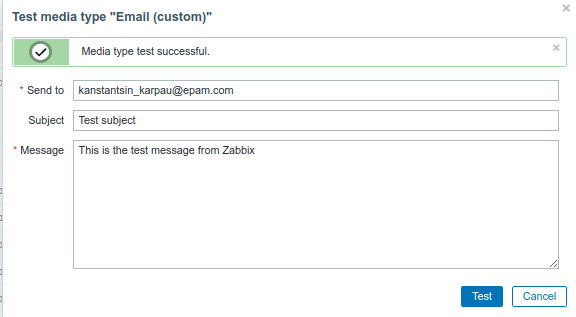 Test media type "Email (custom)"
Media type test successful.
* Send to kanstantsin_karpau@epam.com
Subject Test subject
* Message This is the test message from Zabbix
Test Cancel